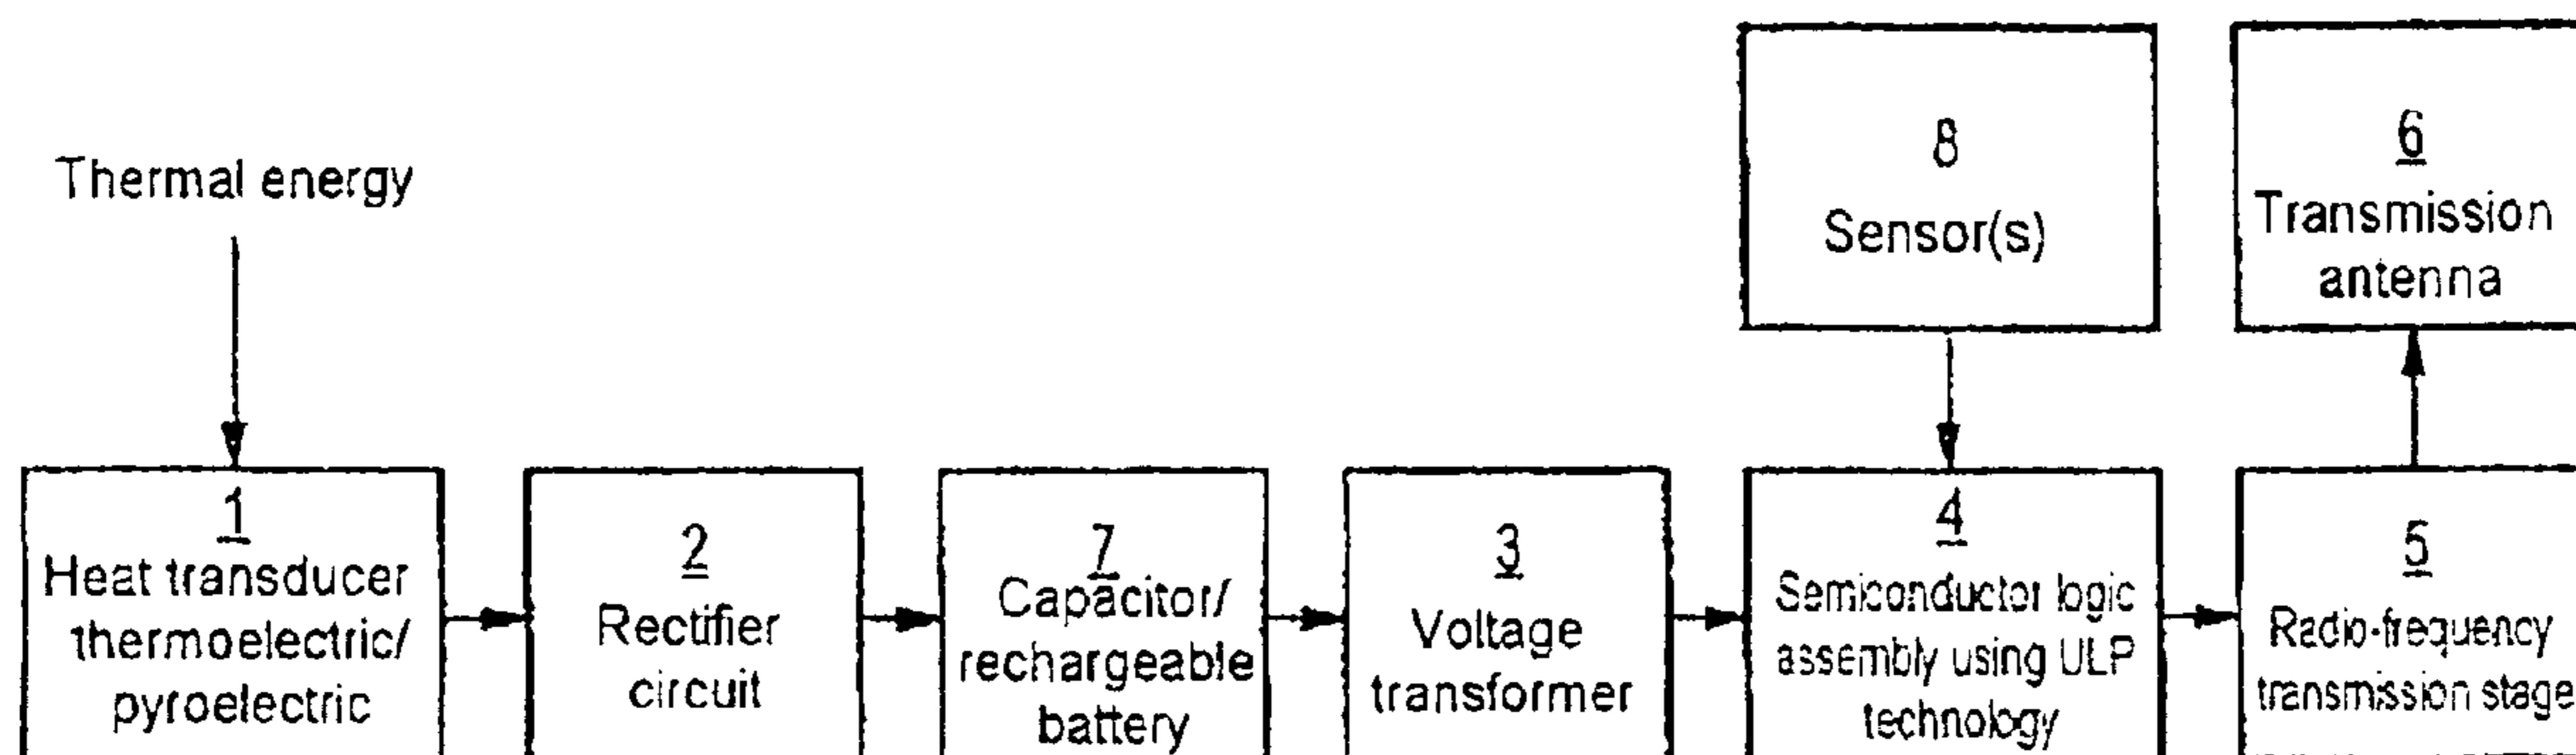 Thermal energy
8
Sensor(s)
6
Transmission
antenna
1
Heat transducer
thermoelectric/
pyroelectric
2
Rectifier
circuit
7
Capacitor/
rechargeable
battery
3
Voltage
transformer
4
Semiconductor logic
assembly using ULP
technology
5
Radio-frequency
transmission stage